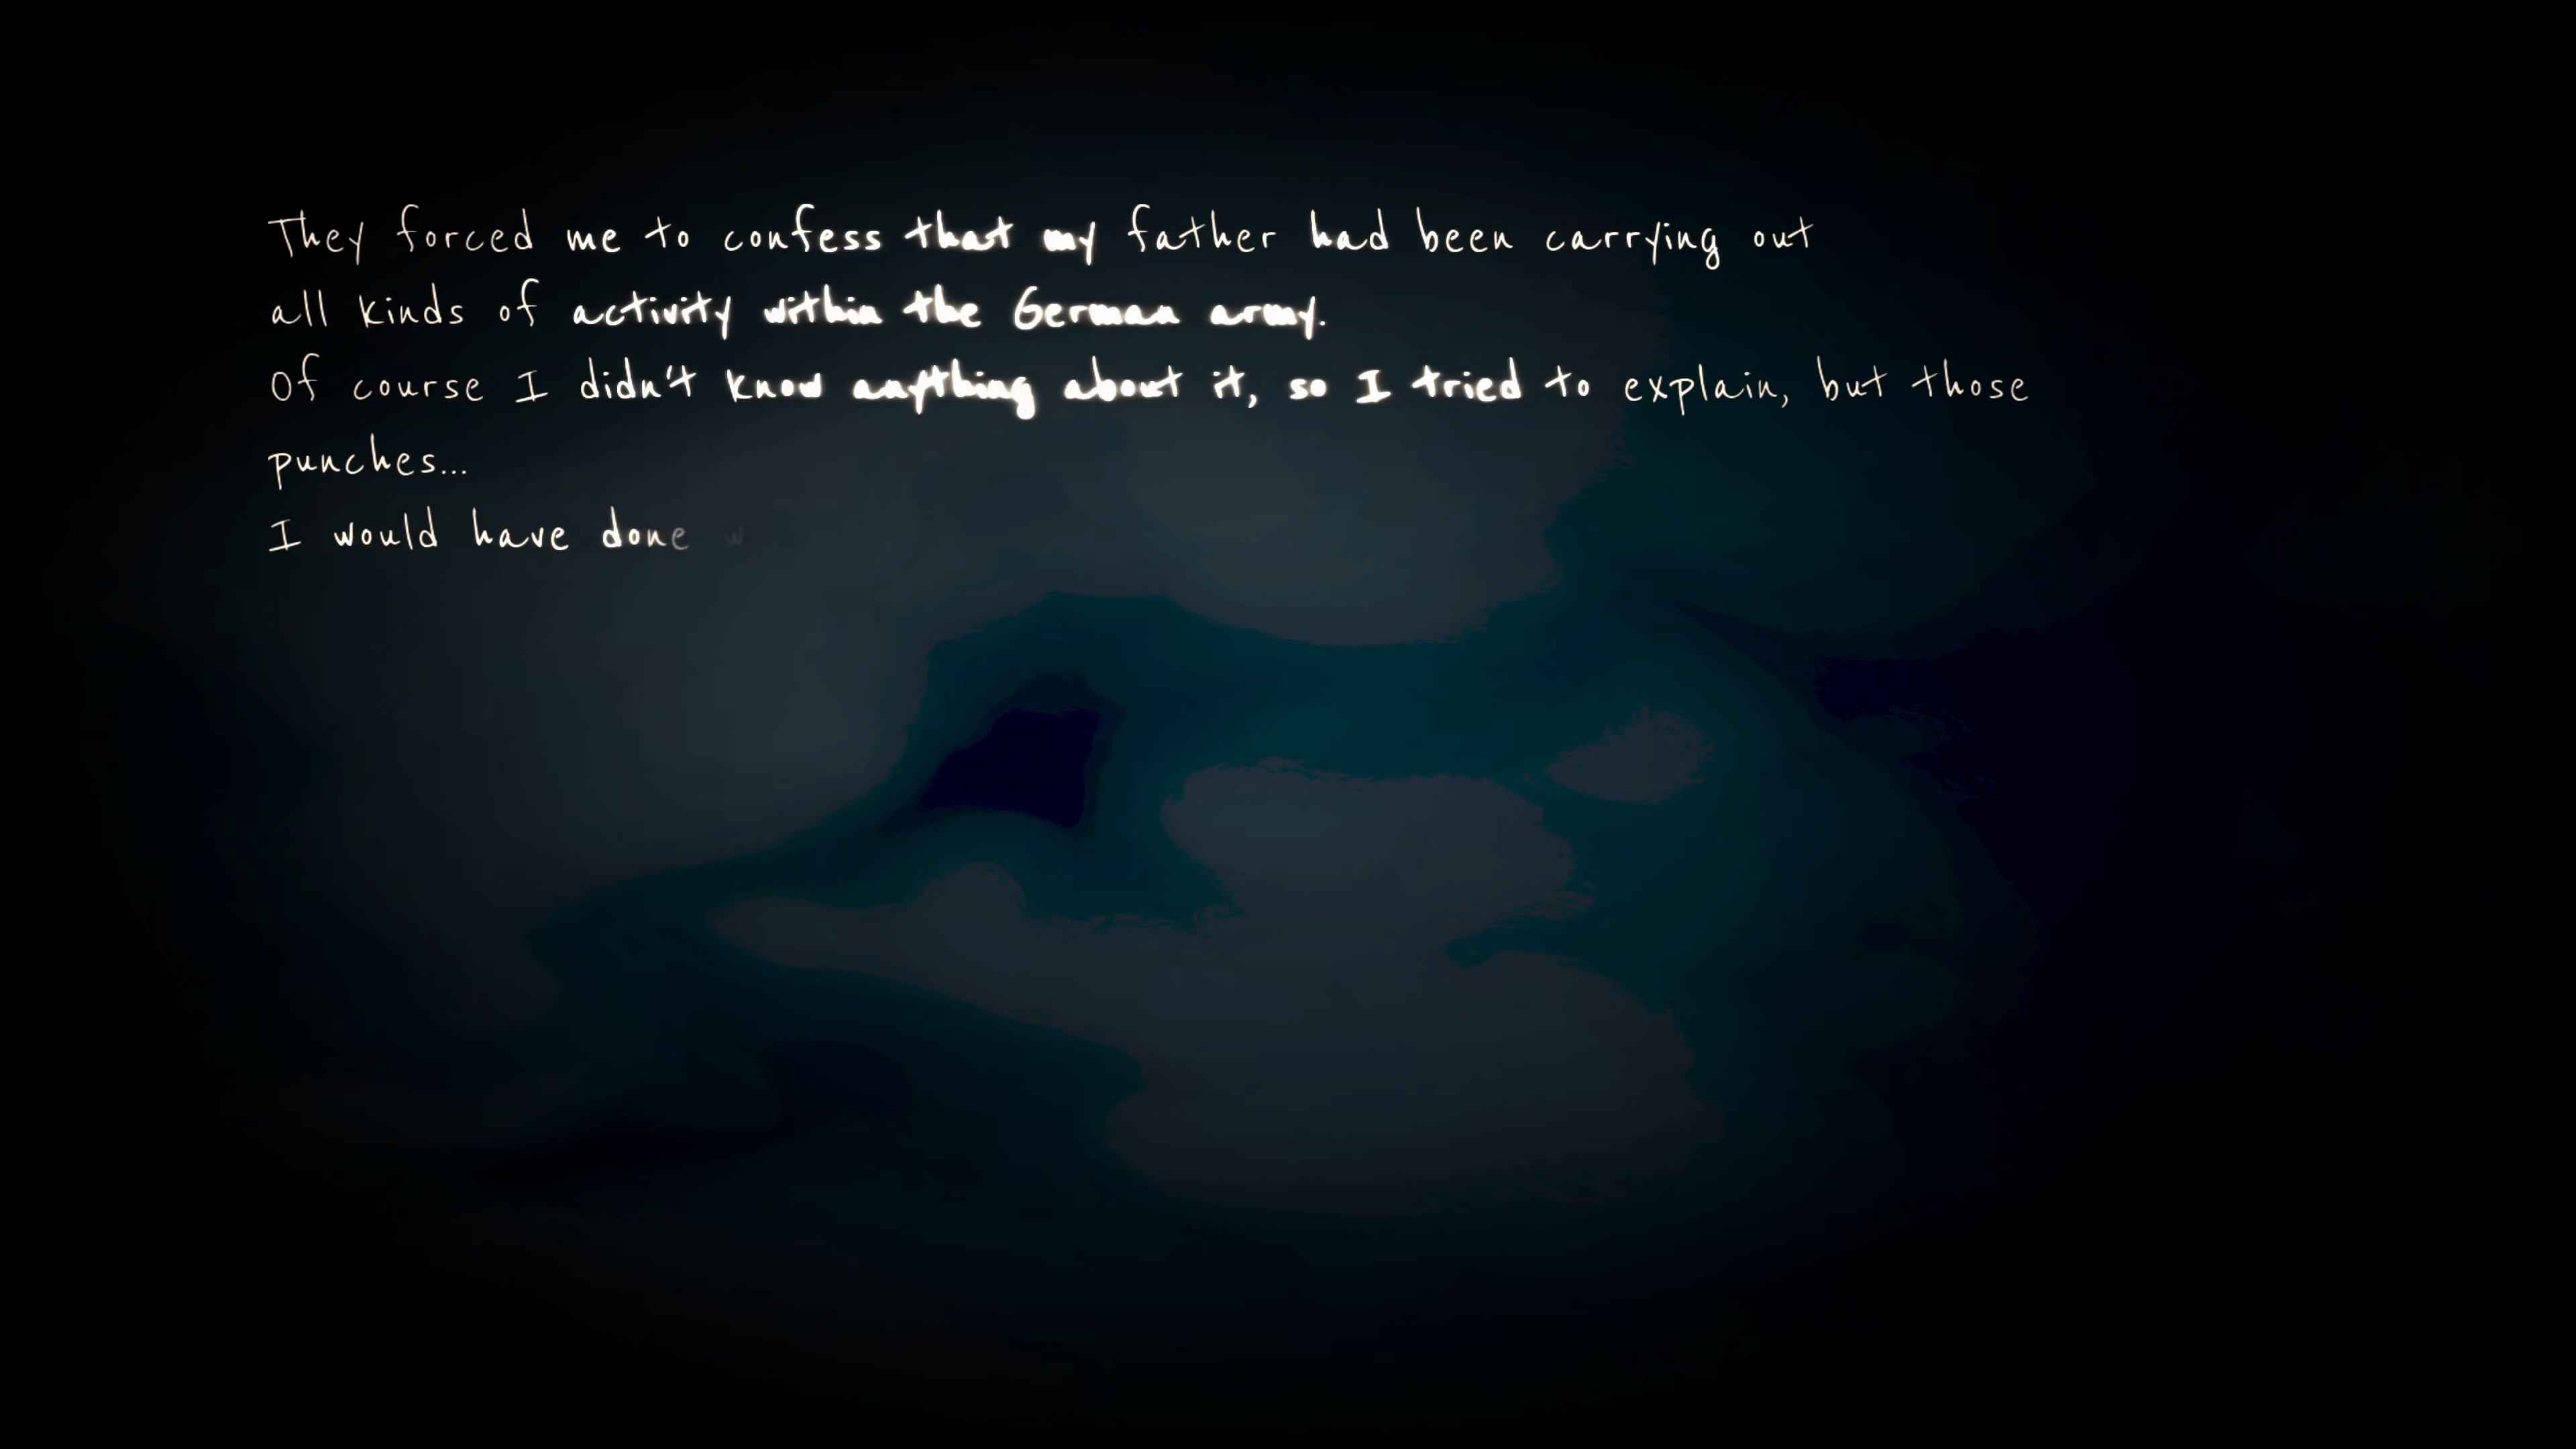 They forced me to confess that my father had been carrying out
all kinds of activity within the German army.
Of course I didn't know anything about it, so I tried to explain, but those
punches...
I would have done w